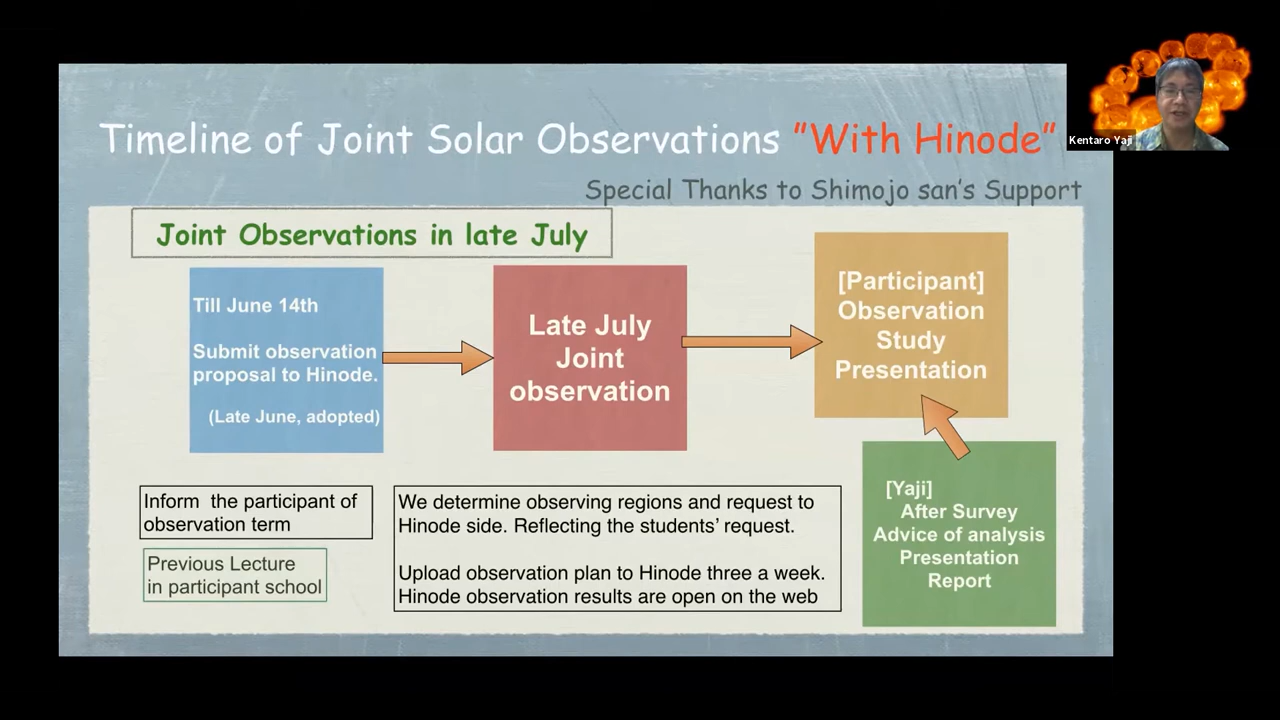 Timeline of Joint Solar Observations ”With Hinode”
Kentaro Yaji
Special Thanks to Shimojo san’s Support
Joint Observations in late July
Till June 14th
Submit observation
proposal to Hinode.
(Late June, adopted)
Late July
Joint
observation
[Participant]
Observation
Study
Presentation
Inform the participant of
observation term
Previous Lecture
in participant school
We determine observing regions and request to
Hinode side. Reflecting the students’ request.
Upload observation plan to Hinode three a week.
Hinode observation results are open on the web
[Yaji]
After Survey
Advice of analysis
Presentation
Report